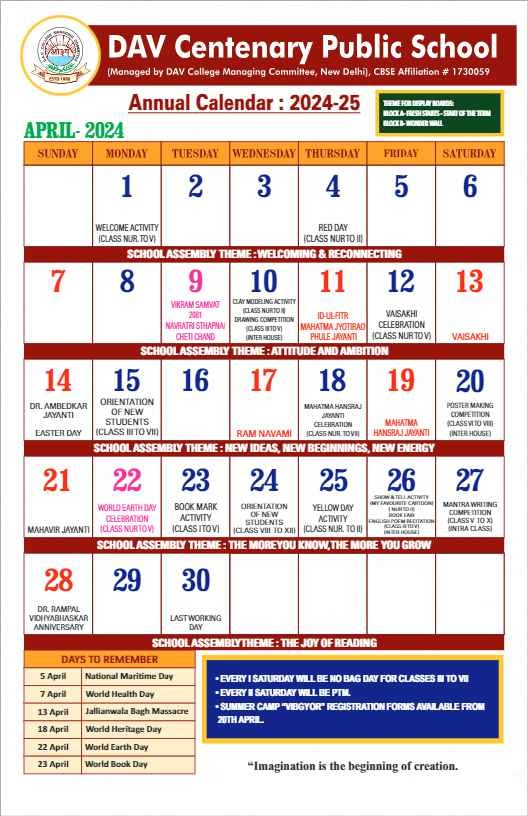 DAV Centenary Public School
(Managed by DAV College Managing Committee, New Delhi), CBSE Affiliation # 1730059
Annual Calendar : 2024-25
THEME FOR DISPLAY BOARDS:
BLOCK A- FRESH STARTS - START OF THE TERM
BLOCK B- WONDER WALL
APRIL- 2024
SUNDAY MONDAY TUESDAY WEDNESDAY THURSDAY FRIDAY SATURDAY
1 2 3 4 5 6
WELCOME ACTIVITY
(CLASS NUR. TO V)
RED DAY
(CLASS NUR TO II)
SCHOOL ASSEMBLY THEME : WELCOMING & RECONNECTING
7 8 9 10 11 12 13
VIKRAM SAMVAT
2081
NAVRATRI STHAPNA/
CHETI CHAND
CLAY MODELING ACTIVITY
(CLASS NUR TO II)
DRAWING COMPETITION
(CLASS III TO V)
(INTER HOUSE)
ID-UL-FITR
MAHATMA JYOTIBAO
PHULE JAYANTI
VAISAKHI
CELEBRATION
(CLASS NUR TO V)
VAISAKHI
SCHOOL ASSEMBLY THEME : ATTITUDE AND AMBITION
14 15 16 17 18 19 20
DR. AMBEDKAR
JAYANTI
EASTER DAY
ORIENTATION
OF NEW
STUDENTS
(CLASS III TO VII)
RAM NAVAMI
MAHATMA HANSRAJ
JAYANTI
CELEBRATION
(CLASS NUR. TO VII)
MAHATMA
HANSRAJ JAYANTI
POSTER MAKING
COMPETITION
(CLASS VI TO VIII)
(INTER HOUSE)
SCHOOL ASSEMBLY THEME : NEW IDEAS, NEW BEGINNINGS, NEW ENERGY
21 22 23 24 25 26 27
MAHAVIR JAYANTI
WORLD EARTH DAY
CELEBRATION
(CLASS NUR TO V)
BOOK MARK
ACTIVITY
(CLASS I TO V)
ORIENTATION
OF NEW
STUDENTS
(CLASS VIII TO XII)
YELLOW DAY
ACTIVITY
(CLASS NUR. TO II)
SHOW & TELL ACTIVITY
(MY FAVOURITE CARTOON)
( NUR TO II)
BOOK FAIR
ENGLISH POEM RECITATION
(CLASS III TO V)
(INTER HOUSE)
MANTRA WRITING
COMPETITION
(CLASS V TO X)
(INTRA CLASS)
SCHOOL ASSEMBLY THEME : THE MORE YOU KNOW, THE MORE YOU GROW
28 29 30
DR. RAMPAL
VIDHYABHASKAR
ANNIVERSARY
LAST WORKING
DAY
SCHOOL ASSEMBLY THEME : THE JOY OF READING
DAYS TO REMEMBER
5 April National Maritime Day
7 April World Health Day
13 April Jallianwala Bagh Massacre
18 April World Heritage Day
22 April World Earth Day
23 April World Book Day
• EVERY I SATURDAY WILL BE NO BAG DAY FOR CLASSES III TO VII
• EVERY II SATURDAY WILL BE PTM.
• SUMMER CAMP "VIBGYOR" REGISTRATION FORMS AVAILABLE FROM
20TH APRIL.
“Imagination is the beginning of creation.